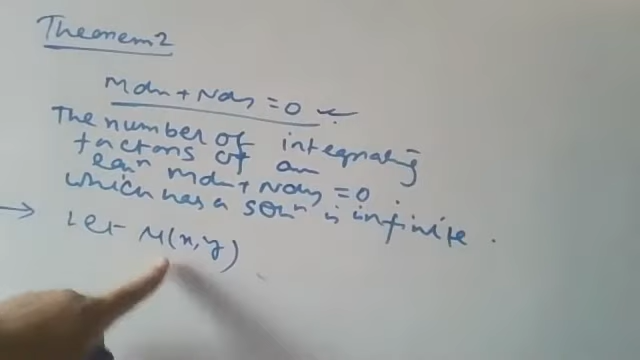 Theorem 2
Mdx + Ndy = 0
The number of integrating
factors of an
eqn Mdx + Ndy = 0
which has a soln is infinite.
→ Let μ(x, y)